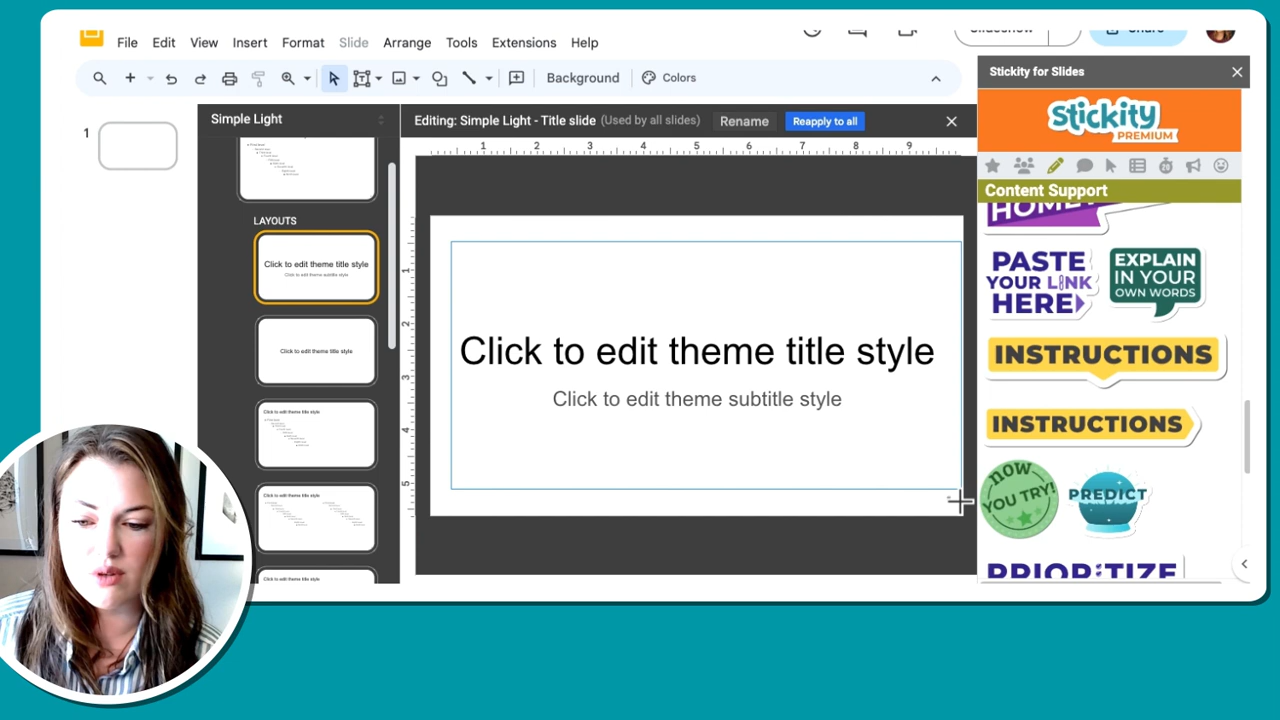 File Edit View Insert Format Slide Arrange Tools Extensions Help
Slideshow
Share
Background
Colors
1
Simple Light
LAYOUTS
Click to edit theme title style
Click to edit theme subtitle style
Click to edit theme title style
Click to edit theme title style
Click to edit theme title style
Click to edit theme title style
Editing: Simple Light - Title slide (Used by all slides) Rename Reapply to all
1 2 3 4 5 6 7 8 9
1
2
3
4
5
Click to edit theme title style
Click to edit theme subtitle style
Stickity for Slides
Stickity
PREMIUM
Content Support
PASTE
YOUR LINK
HERE
EXPLAIN
IN YOUR
OWN WORDS
INSTRUCTIONS
INSTRUCTIONS
now
YOU TRY!
PREDICT
PRIORITIZE